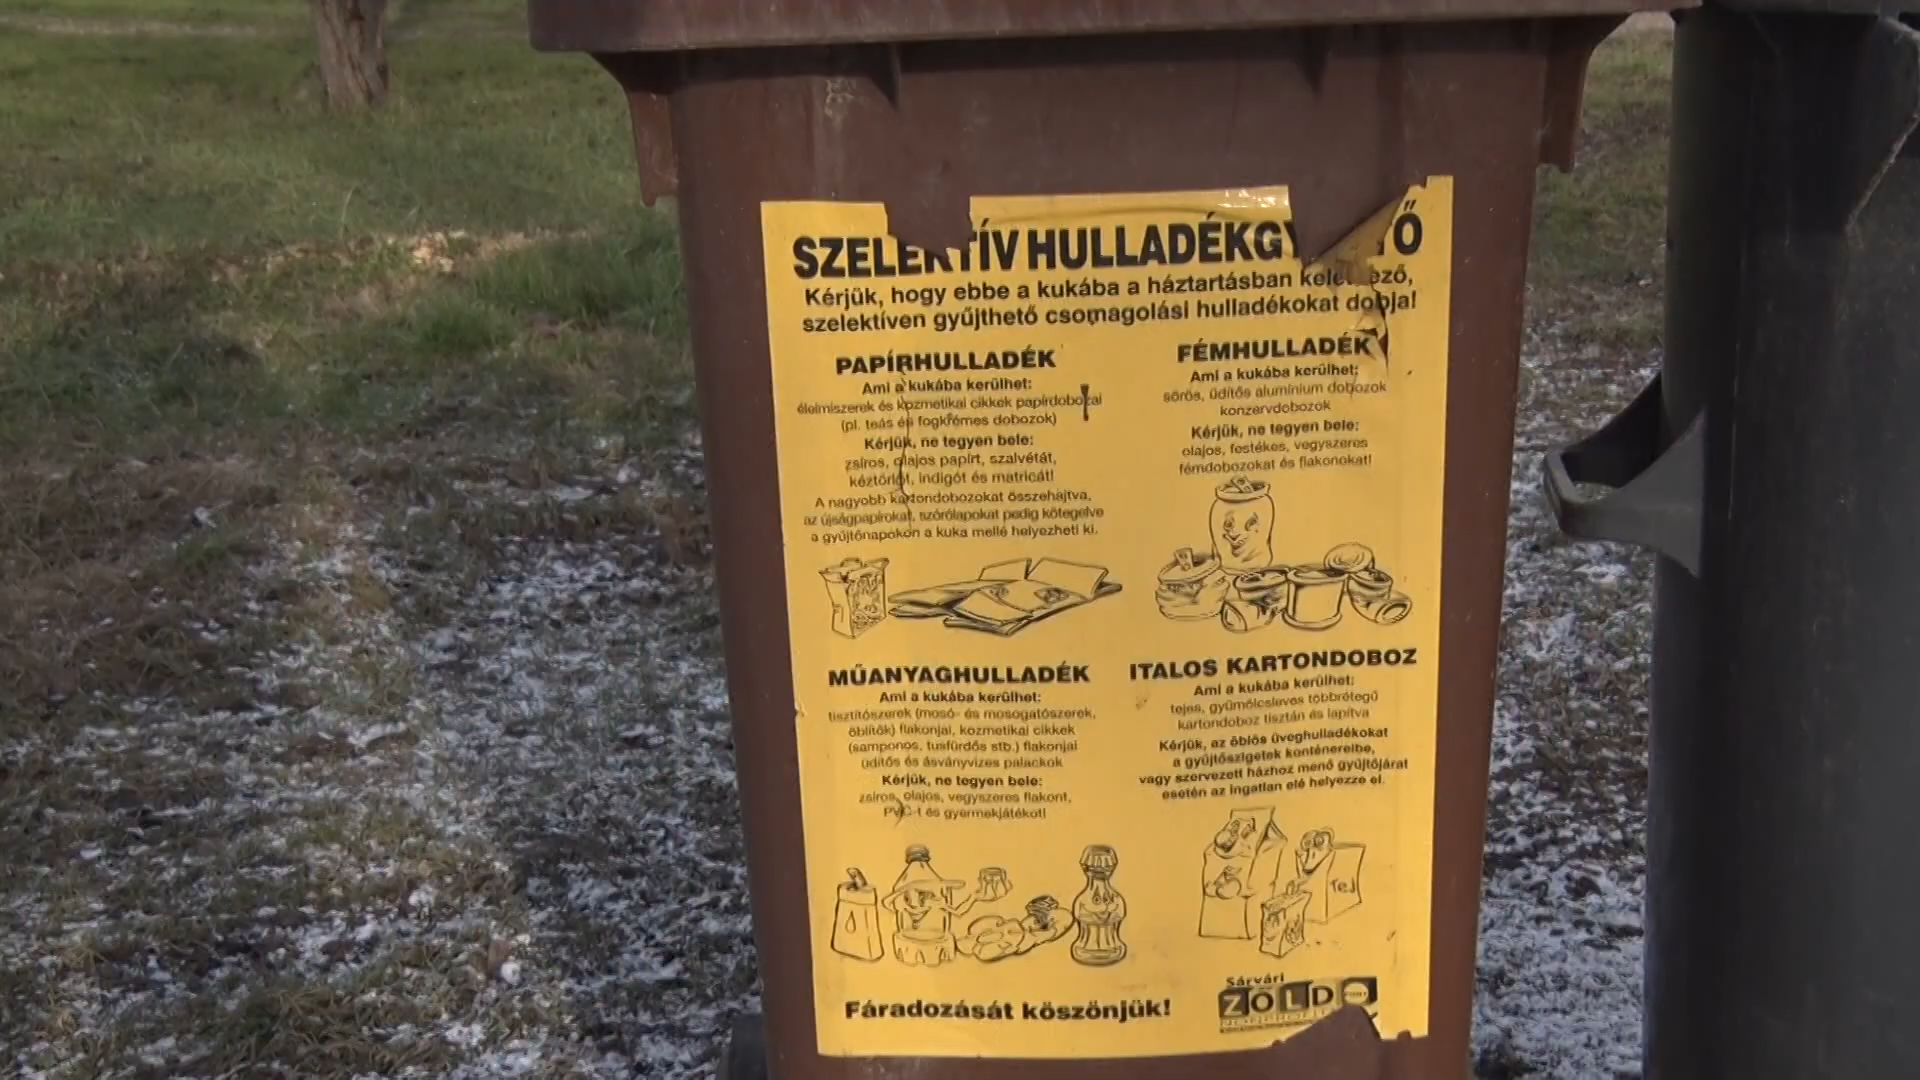 HULLADÉKGY
Kérjük, hogy ebbe a kukába a háztartásban
szelektíven gyűjthető csomagolási hulladékokat dobja!
PAPÍRHULLADÉK
Ami a kukába kerülhet:
élelmiszerek és kozmetikai cikkek papírdobozai
(pl. teás és fogkrémes dobozok)
Kérjük, ne tegyen bele:
zsíros, olajos papírt, szalvétát,
kéztörlőt, indigót és matricát!
A nagyobb kartondobozokat összehajtva,
az újságpapírokat, szórólapokat pedig kötegelve
a gyűjtőnapokon a kuka mellé helyezheti ki.
FÉMHULLADÉK
Ami a kukába kerülhet:
sörös, üdítős alumínium dobozok
konzervdobozok
Kérjük, ne tegyen bele:
olajos, festékes, vegyszeres
fémdobozokat és flakonokat!
MŰANYAGHULLADÉK
Ami a kukába kerülhet:
tisztítószerek (mosó- és mosogatószerek,
öblítők) flakonjai, kozmetikai cikkek
(samponos, tusfürdős stb.) flakonjai
üdítős és ásványvizes palackok
Kérjük, ne tegyen bele:
zsíros, olajos, vegyszeres flakont,
PVC-t és gyermekjátékot!
ITALOS KARTONDOBOZ
Ami a kukába kerülhet:
tejes, gyümölcsleves többrétegű
kartondoboz tisztán és lapítva
Kérjük, az öblös üveghulladékokat
a gyűjtőszigetek konténereibe,
vagy szervezett házhoz menő gyűjtőjárat
esetén az ingatlan elé helyezze el.
Tej
Fáradozását köszönjük!
Sárvári
ZÖLD